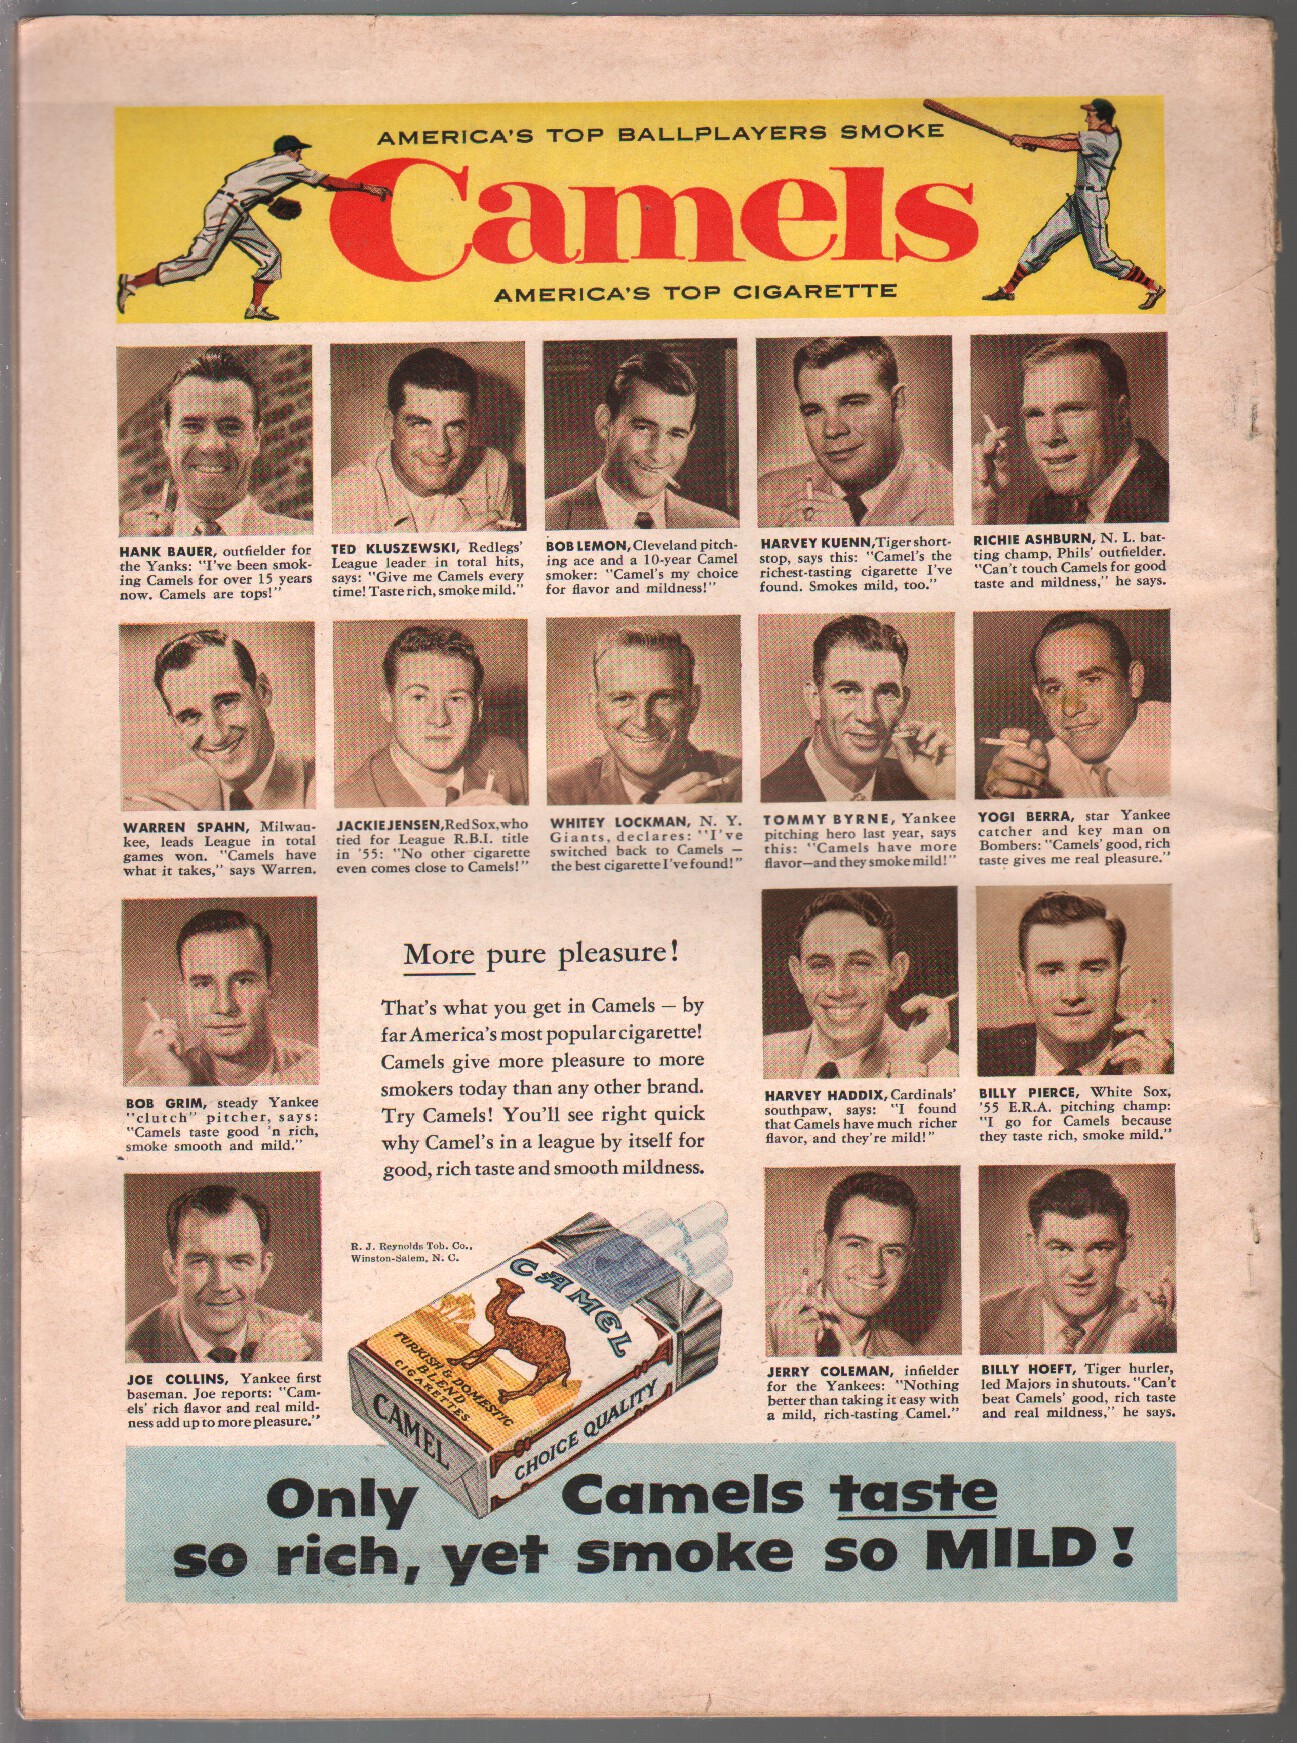 AMERICA'S TOP BALLPLAYERS SMOKE
Camels
AMERICA'S TOP CIGARETTE
HANK BAUER, outfielder for
the Yanks: "I've been smok-
ing Camels for over 15 years
now. Camels are tops!"
TED KLUSZEWSKI, Redlegs'
League leader in total hits,
says: "Give me Camels every
time! Taste rich, smoke mild."
BOB LEMON, Cleveland pitch-
ing ace and a 10-year Camel
smoker: "Camel's my choice
for flavor and mildness!"
HARVEY KUENN, Tiger short-
stop, says this: "Camel's the
richest-tasting cigarette I've
found. Smokes mild, too."
RICHIE ASHBURN, N. L. bat-
ting champ, Phils' outfielder.
"Can't touch Camels for good
taste and mildness," he says.
WARREN SPAHN, Milwau-
kee, leads League in total
games won. "Camels have
what it takes," says Warren.
JACKIE JENSEN, Red Sox, who
tied for League R.B.I. title
in '55: "No other cigarette
even comes close to Camels!"
WHITEY LOCKMAN, N. Y.
Giants, declares: "I've
switched back to Camels —
the best cigarette I've found!"
TOMMY BYRNE, Yankee
pitching hero last year, says
this: "Camels have more
flavor—and they smoke mild!"
YOGI BERRA, star Yankee
catcher and key man on
Bombers: "Camels' good, rich
taste gives me real pleasure."
BOB GRIM, steady Yankee
"clutch" pitcher, says:
"Camels taste good 'n rich,
smoke smooth and mild."
More pure pleasure!
That's what you get in Camels — by
far America's most popular cigarette!
Camels give more pleasure to more
smokers today than any other brand.
Try Camels! You'll see right quick
why Camel's in a league by itself for
good, rich taste and smooth mildness.
HARVEY HADDIX, Cardinals'
southpaw, says: "I found
that Camels have much richer
flavor, and they're mild!"
BILLY PIERCE, White Sox,
'55 E.R.A. pitching champ:
"I go for Camels because
they taste rich, smoke mild."
JOE COLLINS, Yankee first
baseman. Joe reports: "Cam-
els' rich flavor and real mild-
ness add up to more pleasure."
R. J. Reynolds Tob. Co.,
Winston-Salem, N. C.
CAMEL
TURKISH & DOMESTIC
BLEND
CIGARETTES
CAMEL
CHOICE QUALITY
JERRY COLEMAN, infielder
for the Yankees: "Nothing
better than taking it easy with
a mild, rich-tasting Camel."
BILLY HOEFT, Tiger hurler,
led Majors in shutouts. "Can't
beat Camels' good, rich taste
and real mildness," he says.
Only Camels taste
so rich, yet smoke so MILD!